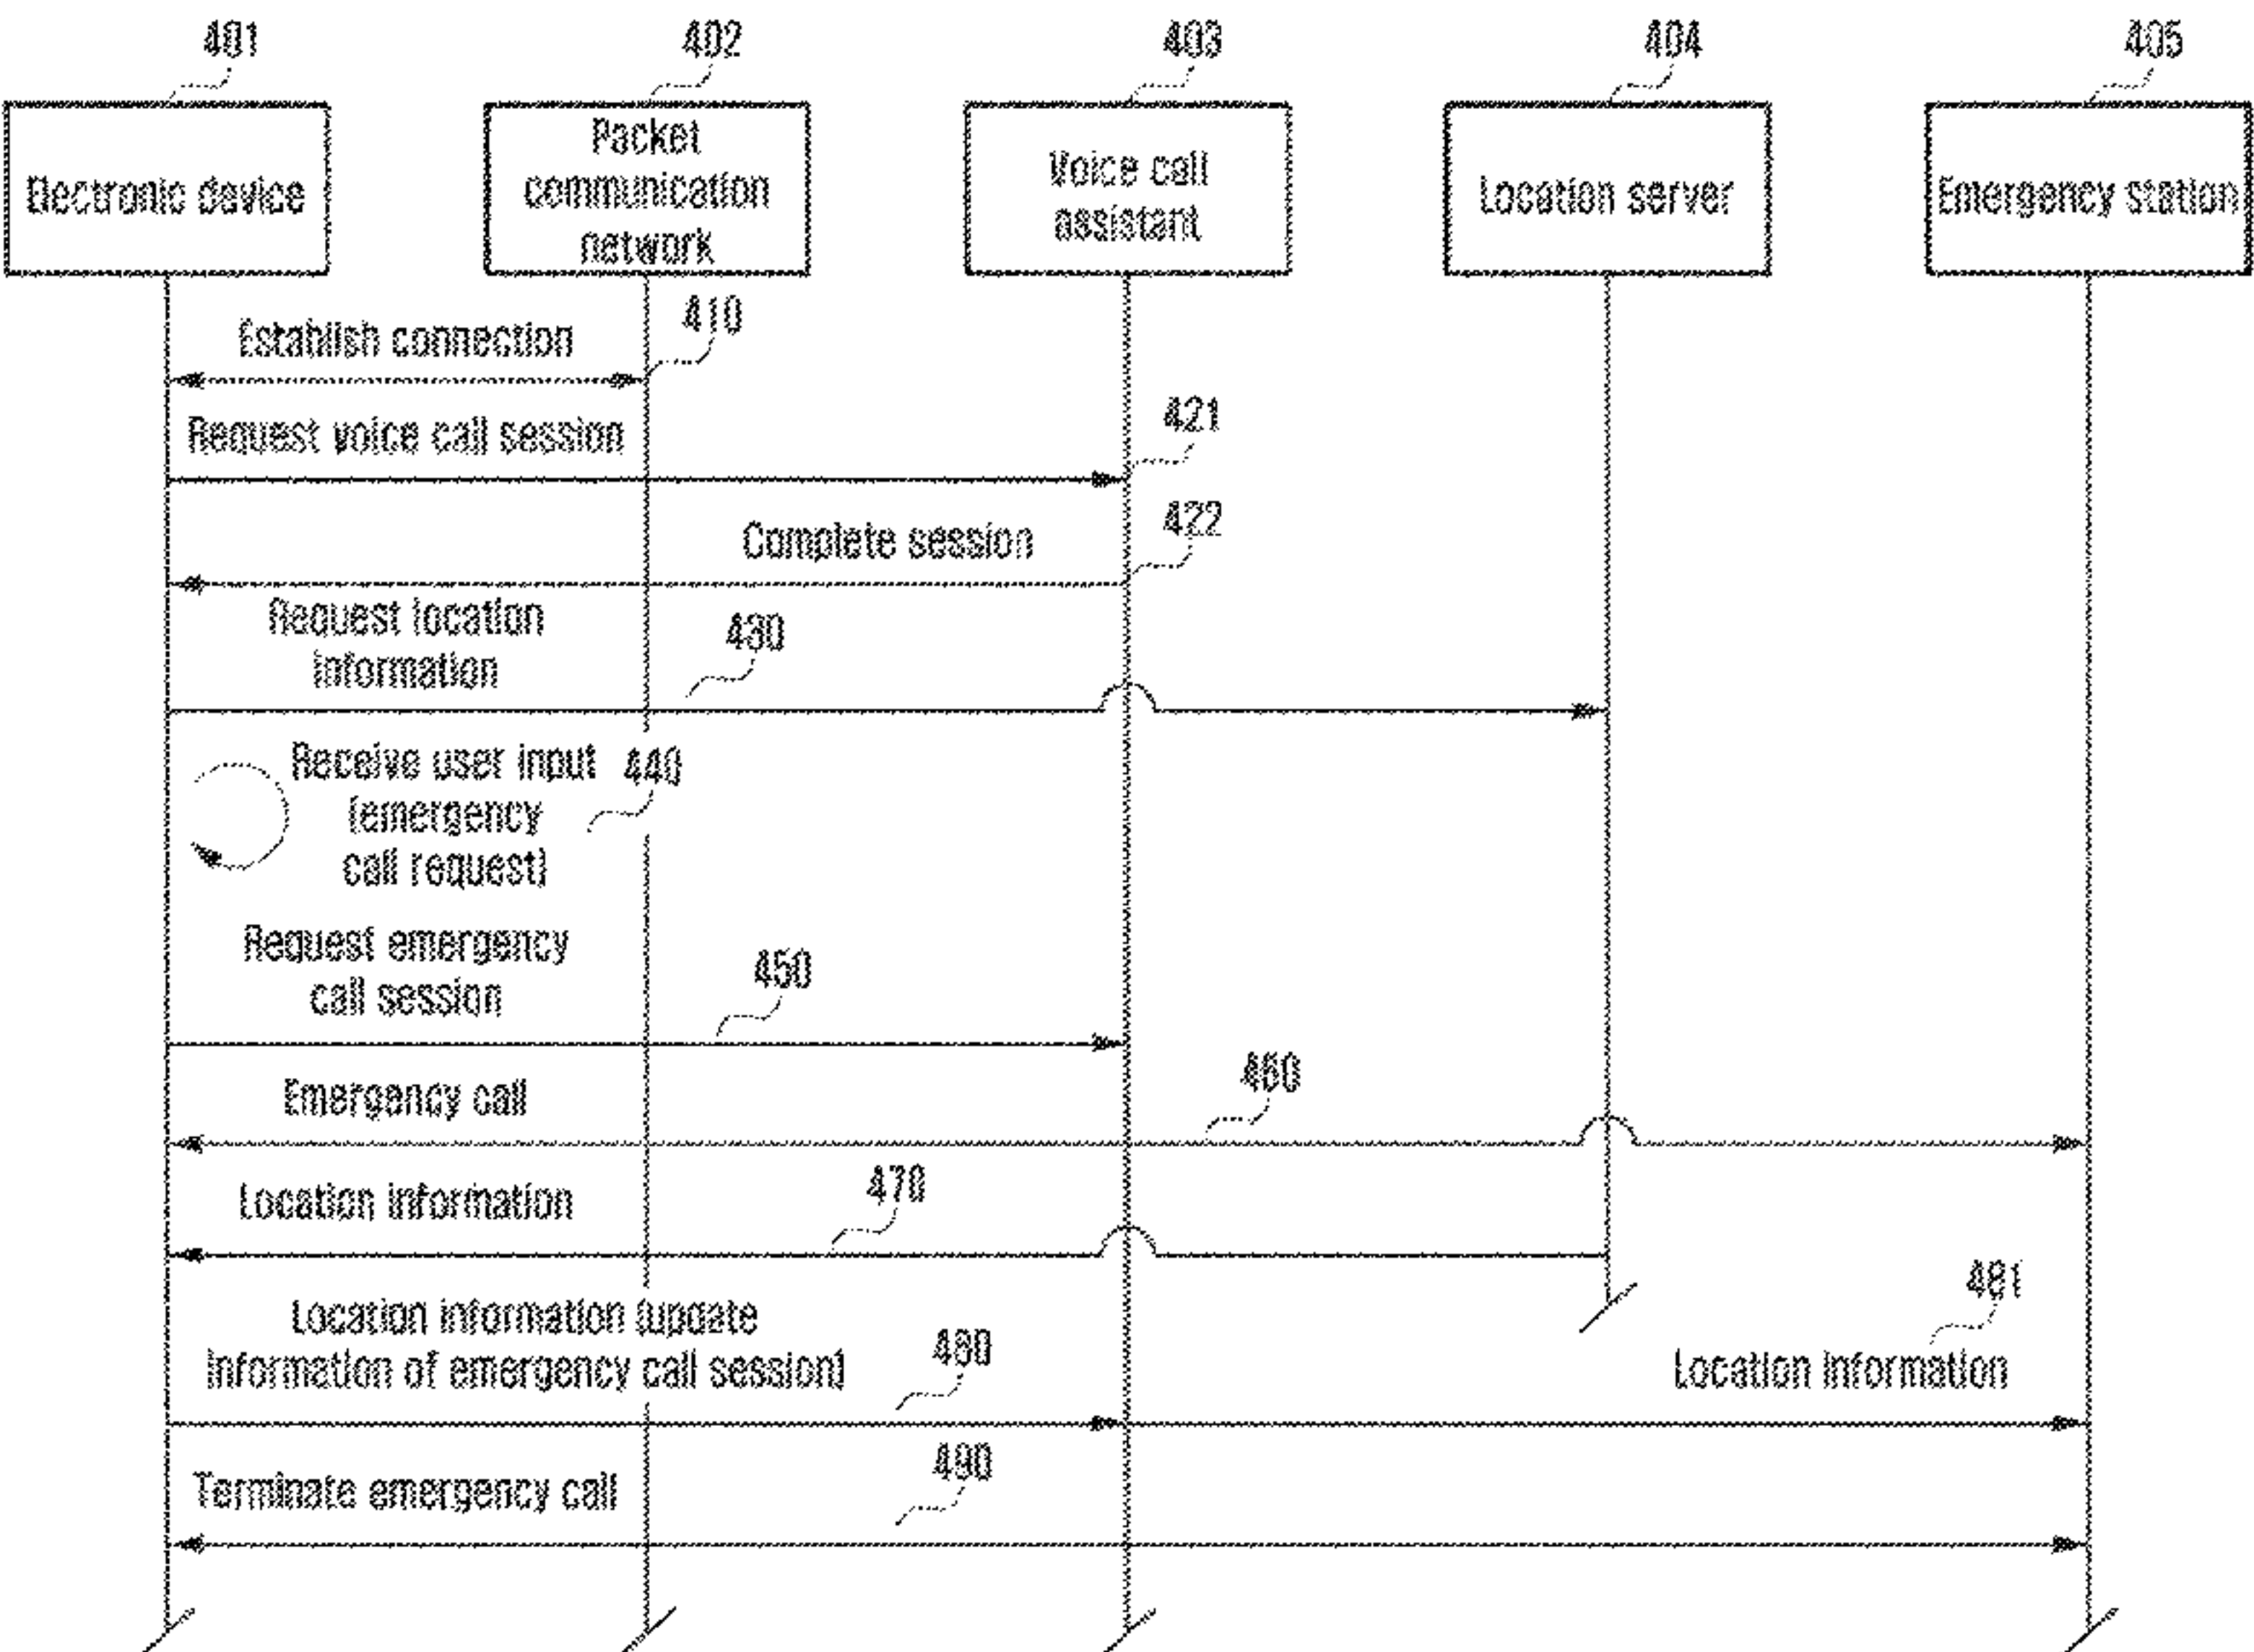 401
402
403
404
405
Electronic device
Packet
communication
network
Voice call
assistant
Location server
Emergency station
410
Establish connection
421
Request voice call session
422
Complete session
Request location
information
430
Receive user input
440
(emergency
call request)
Request emergency
call session
450
460
Emergency call
470
Location information
481
Location information (update
information of emergency call session)
480
Location information
490
Terminate emergency call